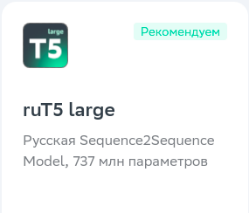 large
T5
Рекомендуем
ruT5 large
Русская Sequence2Sequence
Model, 737 млн параметров